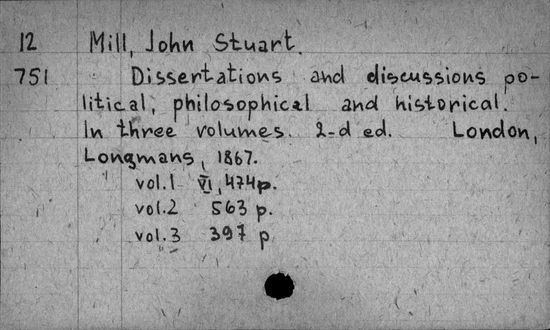 12 Mill, John Stuart.
751 Dissertations and discussions po-
litical, philosophical and historical.
In three volumes. 2-d ed. London,
Longmans, 1867.
vol.1 VI, 474p.
vol.2 563 p.
vol.3 397 p